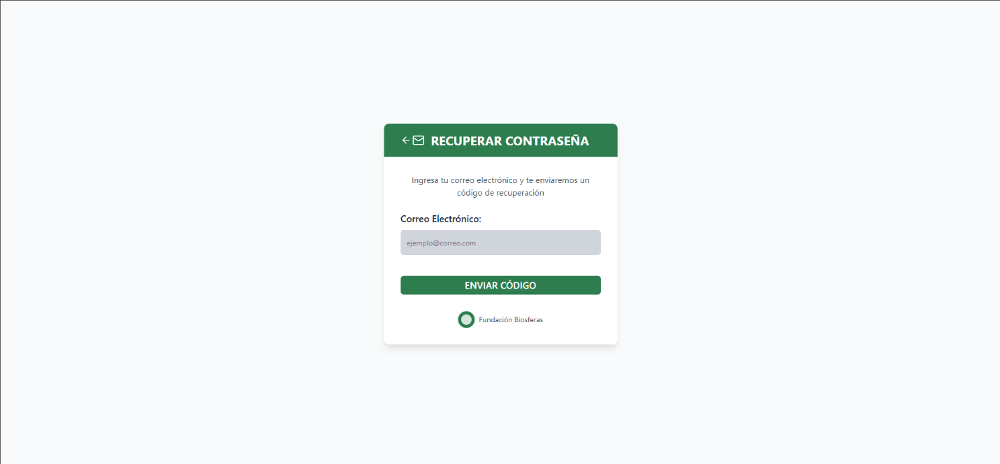 RECUPERAR CONTRASEÑA
Ingresa tu correo electrónico y te enviaremos un
código de recuperación
Correo Electrónico:
ejemplo@correo.com
ENVIAR CÓDIGO
Fundación Biosferas